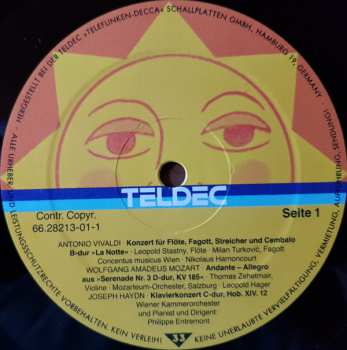 HERGESTELLT BEI DER TELDEC »TELEFUNKEN-DECCA« SCHALLPLATTEN GMBH, HAMBURG 19, GERMANY ·
TELDEC
Contr. Copyr.
66.28213-01-1
Seite 1
ANTONIO VIVALDI · Konzert für Flöte, Fagott, Streicher und Cembalo
B-dur »La Notte« · Leopold Stastny, Flöte · Milan Turković, Fagott
Concentus musicus Wien · Nikolaus Harnoncourt
WOLFGANG AMADEUS MOZART · Andante – Allegro
aus »Serenade Nr. 3 D-dur, KV 185« · Thomas Zehetmair,
Violine · Mozarteum-Orchester, Salzburg · Leopold Hager
JOSEPH HAYDN · Klavierkonzert C-dur, Hob. XIV. 12
Wiener Kammerorchester
und Pianist und Dirigent:
Philippe Entremont
33
ALLE URHEBER- UND LEISTUNGSSCHUTZRECHTE VORBEHALTEN. KEIN VERLEIH! KEINE UNERLAUBTE VERVIELFÄLTIGUNG, VERMIETUNG, SENDUNG!